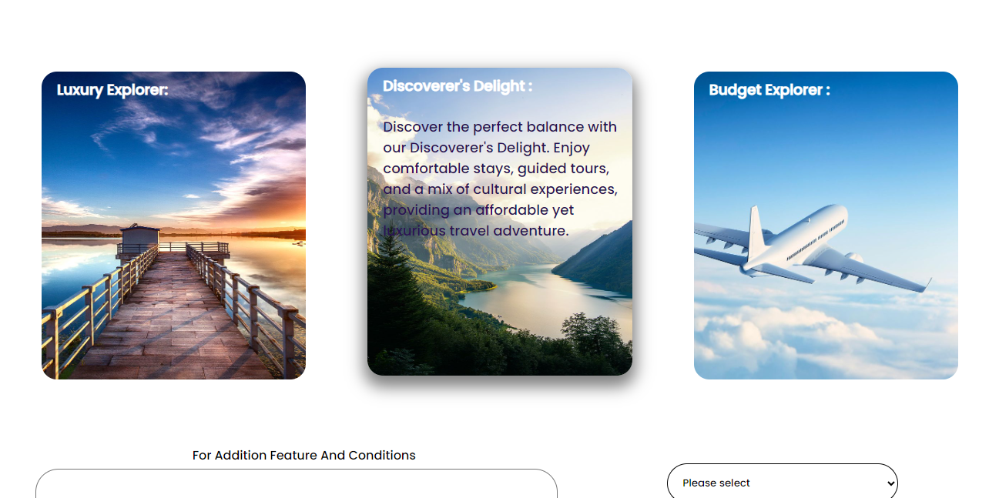 Luxury Explorer:
Discoverer's Delight :
Discover the perfect balance with
our Discoverer's Delight. Enjoy
comfortable stays, guided tours,
and a mix of cultural experiences,
providing an affordable yet
luxurious travel adventure.
Budget Explorer :
For Addition Feature And Conditions
Please select